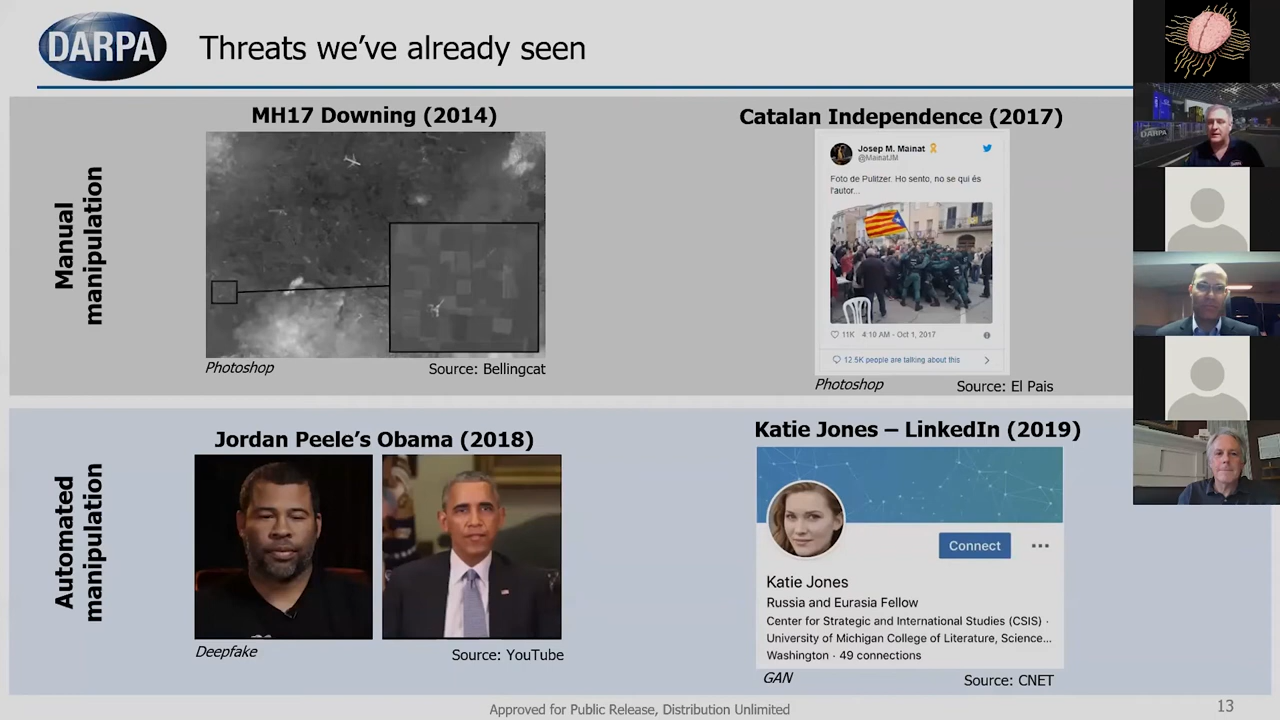 DARPA
Threats we've already seen
Manual
manipulation
MH17 Downing (2014)
Photoshop
Source: Bellingcat
Catalan Independence (2017)
Josep M. Mainat
@MainatJM
Foto de Pulitzer. Ho sento, no se qui és
l'autor...
11K 4:10 AM - Oct 1, 2017
12.5K people are talking about this
Photoshop
Source: El Pais
Automated
manipulation
Jordan Peele's Obama (2018)
Deepfake
Source: YouTube
Katie Jones – LinkedIn (2019)
Connect
Katie Jones
Russia and Eurasia Fellow
Center for Strategic and International Studies (CSIS) ·
University of Michigan College of Literature, Science...
Washington · 49 connections
GAN
Source: CNET
Approved for Public Release, Distribution Unlimited
13
DARPA